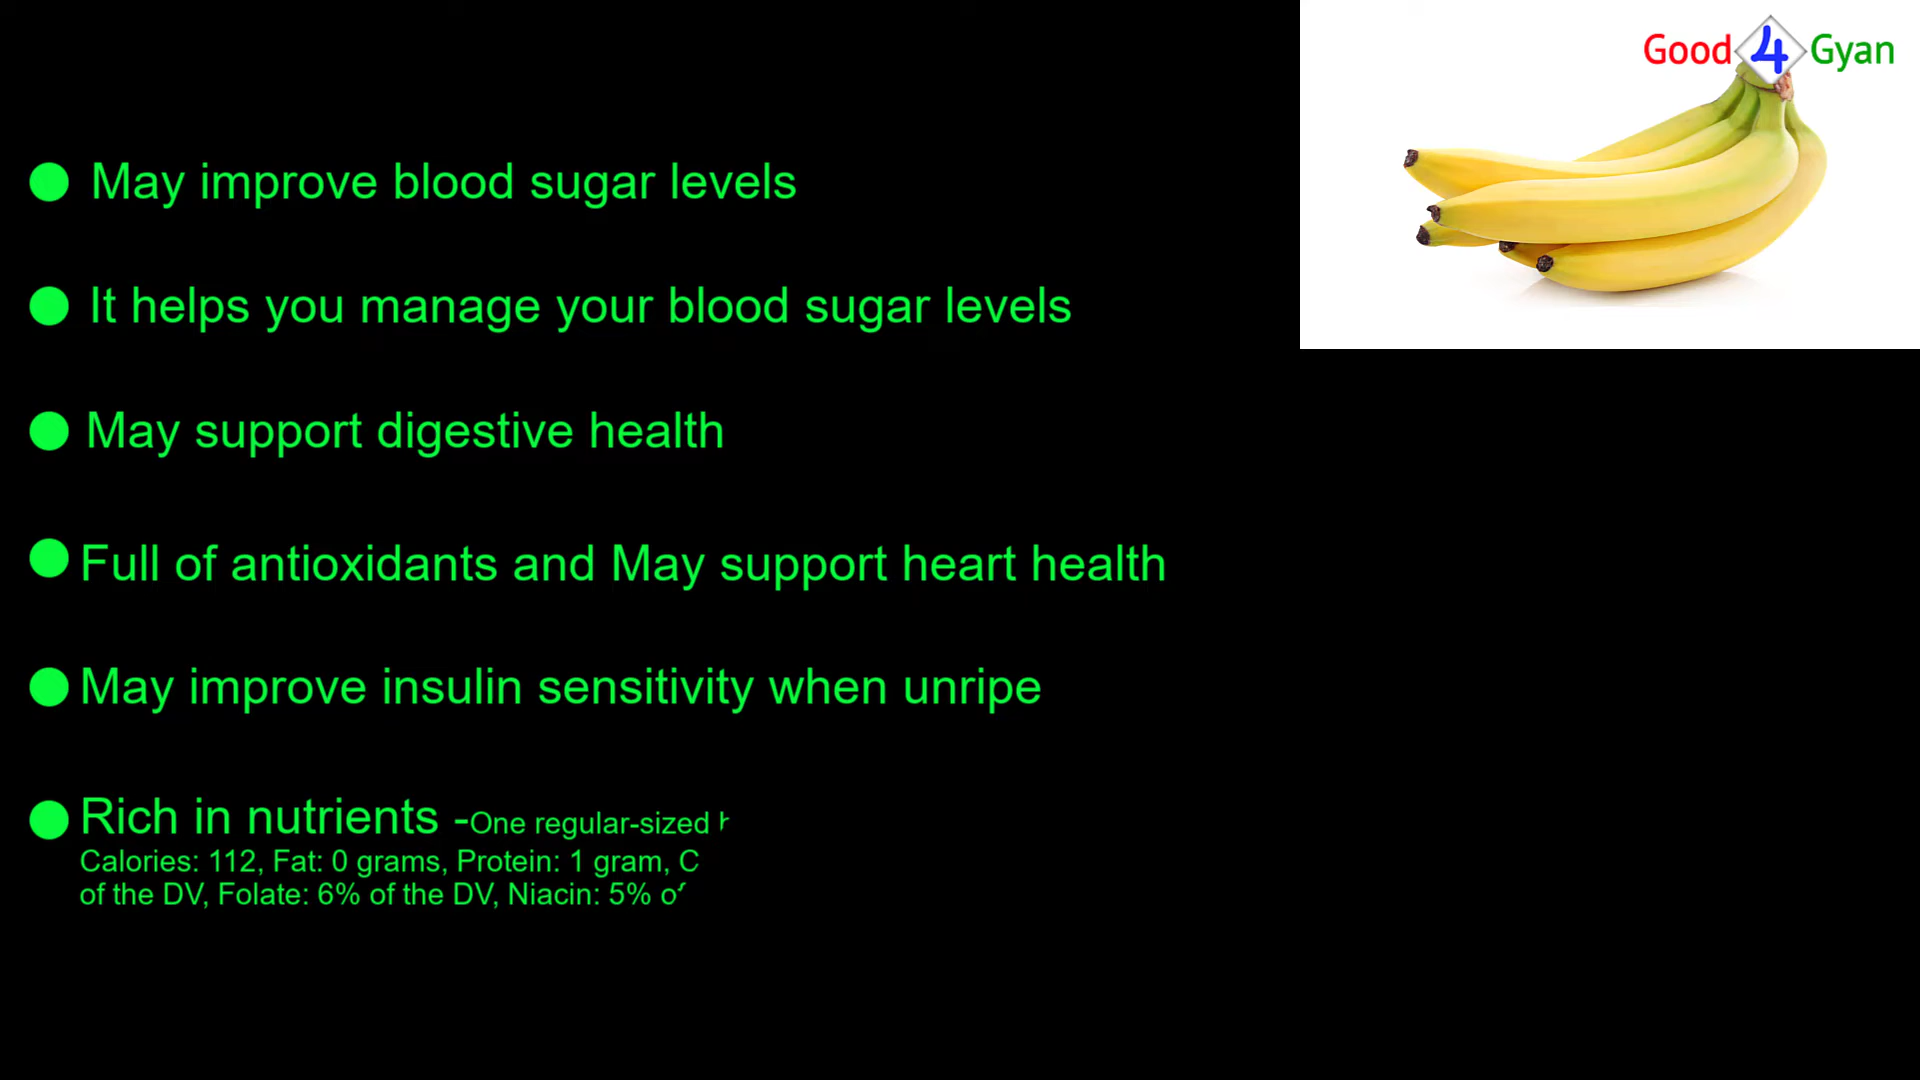 Good 4 Gyan
May improve blood sugar levels
It helps you manage your blood sugar levels
May support digestive health
Full of antioxidants and May support heart health
May improve insulin sensitivity when unripe
Rich in nutrients -One regular-sized
Calories: 112, Fat: 0 grams, Protein: 1 gram, C
of the DV, Folate: 6% of the DV, Niacin: 5%